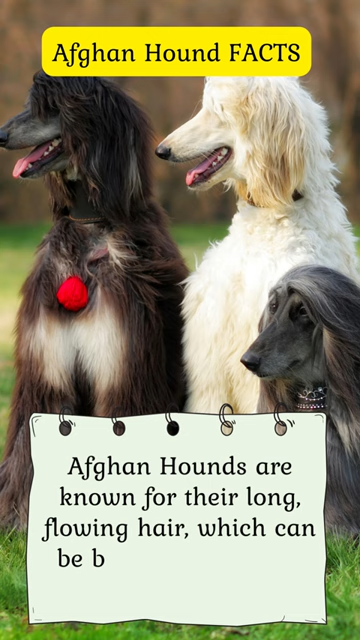 Afghan Hound FACTS
Afghan Hounds are
known for their long,
flowing hair, which can
be b